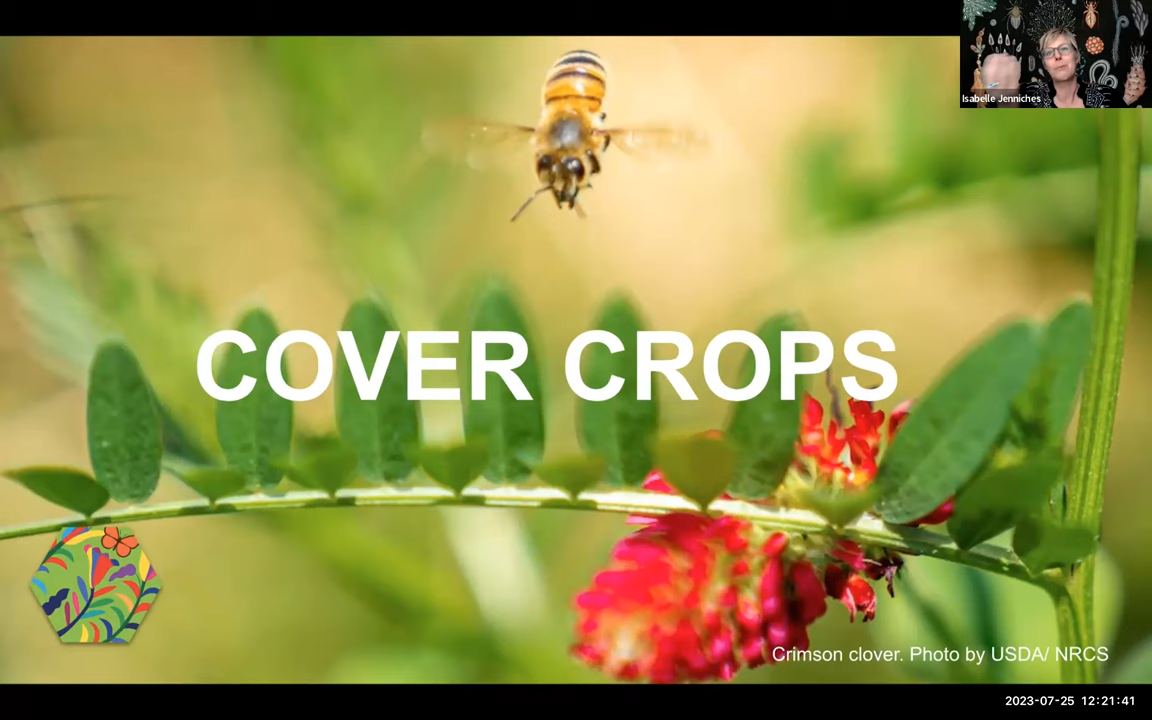 Isabelle Jenniches
COVER CROPS
Crimson clover. Photo by USDA/ NRCS
2023-07-25 12:21:41